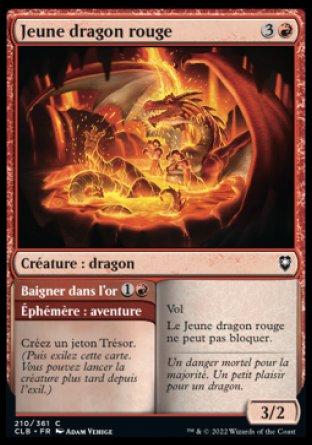 Jeune dragon rouge 3
Créature : dragon
Baigner dans l'or 1
Éphémère : aventure
Créez un jeton Trésor.
(Puis exilez cette carte.
Vous pouvez lancer la
créature plus tard depuis
l'exil.)
Vol
Le Jeune dragon rouge
ne peut pas bloquer.
Un danger mortel pour la
majorité. Un petit plaisir
pour un dragon.
3/2
210/361 C
CLB • FR Adam Vehige
™ & © 2022 Wizards of the Coast